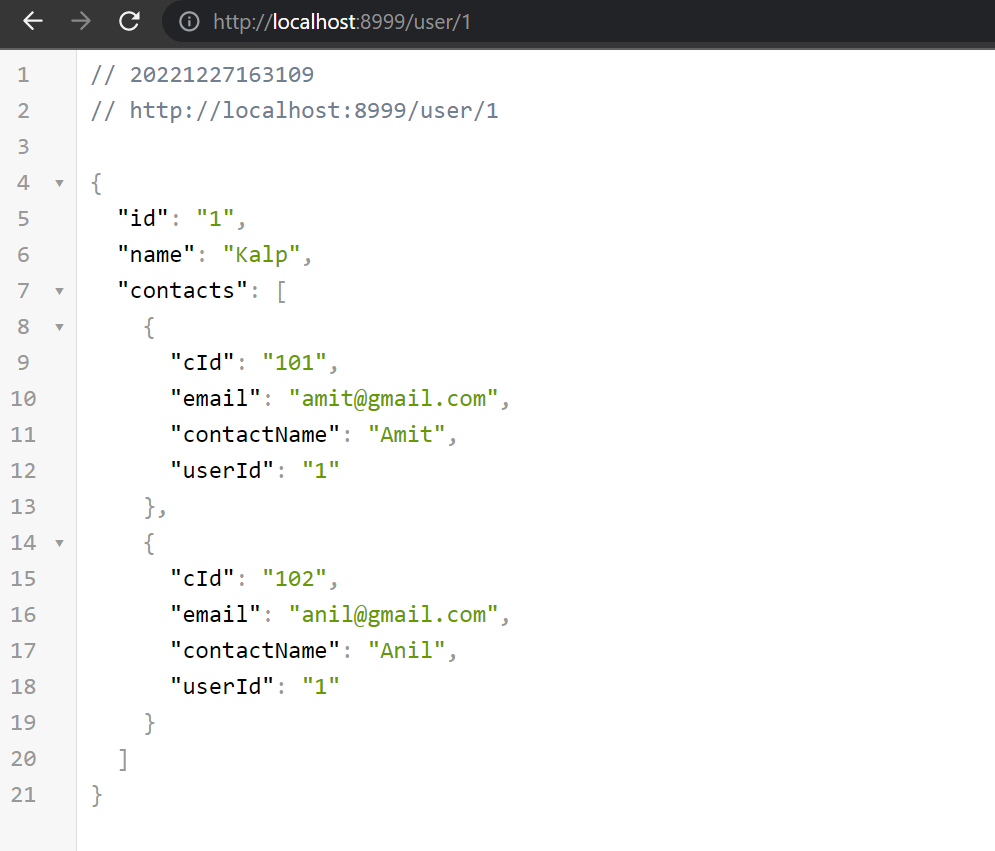 http://localhost:8999/user/1
1 // 20221227163109
2 // http://localhost:8999/user/1
3
4 {
5 "id": "1",
6 "name": "Kalp",
7 "contacts": [
8 {
9 "cId": "101",
10 "email": "amit@gmail.com",
11 "contactName": "Amit",
12 "userId": "1"
13 },
14 {
15 "cId": "102",
16 "email": "anil@gmail.com",
17 "contactName": "Anil",
18 "userId": "1"
19 }
20 ]
21 }